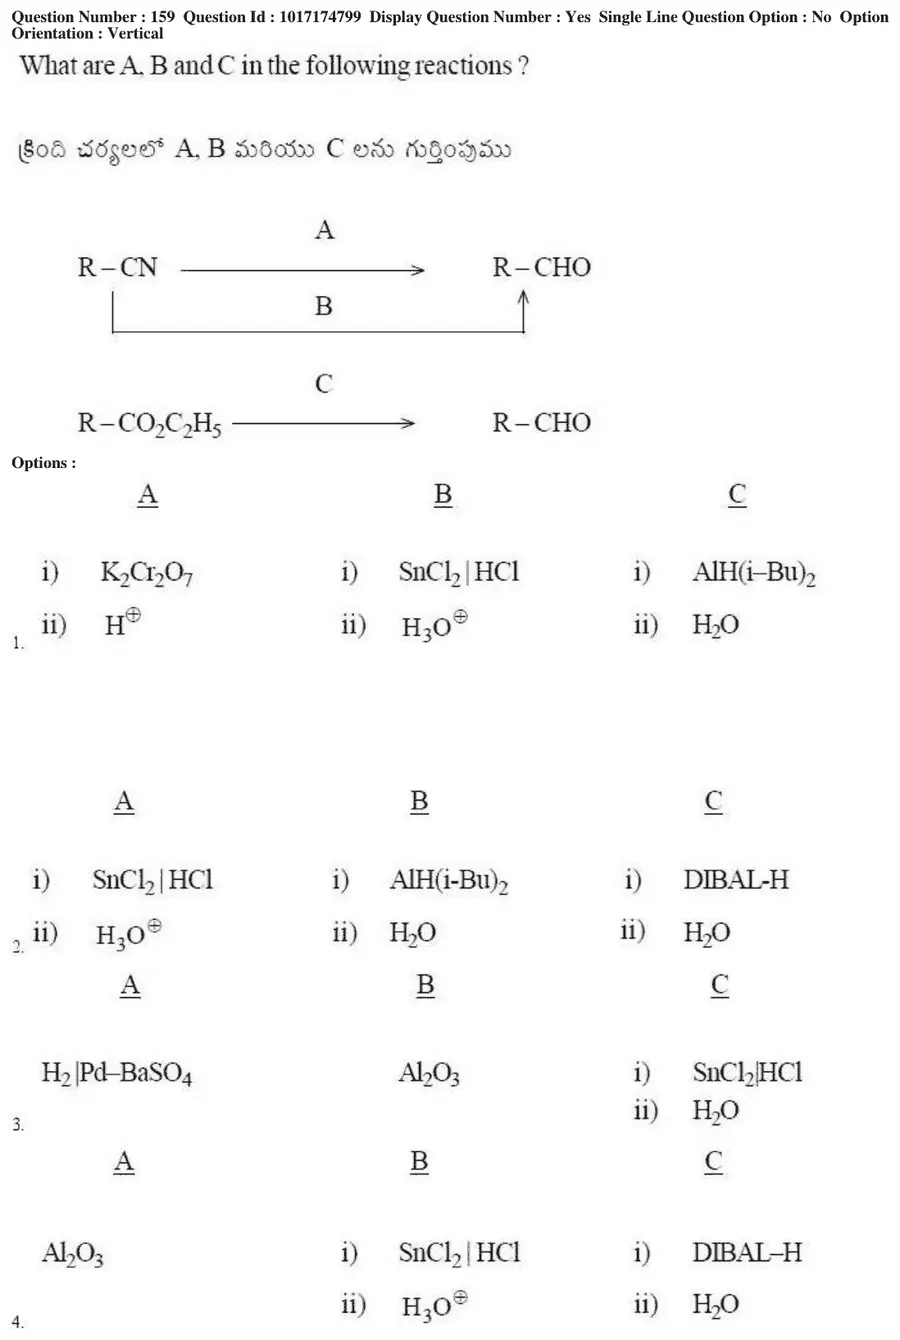 Question Number : 159 Question Id : 1017174799 Display Question Number : Yes Single Line Question Option : No Option
Orientation : Vertical
What are A, B and C in the following reactions ?
క్రింది చర్యలలో A, B మరియు C లను గుర్తింపుము
A
R – CN R – CHO
B
C
R – CO₂C₂H₅ R – CHO
Options :
A B C
i) K₂Cr₂O₇ i) SnCl₂ | HCl i) AlH(i–Bu)₂
1. ii) H⊕ ii) H₃O⊕ ii) H₂O
A B C
i) SnCl₂ | HCl i) AlH(i-Bu)₂ i) DIBAL-H
2. ii) H₃O⊕ ii) H₂O ii) H₂O
A B C
H₂ |Pd–BaSO₄ Al₂O₃ i) SnCl₂|HCl
ii) H₂O
3.
A B C
Al₂O₃ i) SnCl₂ | HCl i) DIBAL–H
ii) H₃O⊕ ii) H₂O
4.